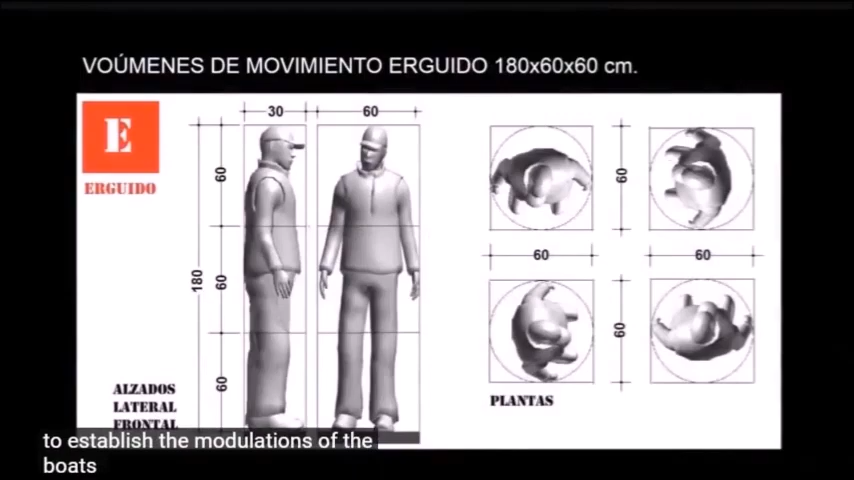 VOÚMENES DE MOVIMIENTO ERGUIDO 180x60x60 cm.
E
ERGUIDO
30
60
60
180
60
60
60
60
60
60
ALZADOS
LATERAL
FRONTAL
PLANTAS
to establish the modulations of the
boats